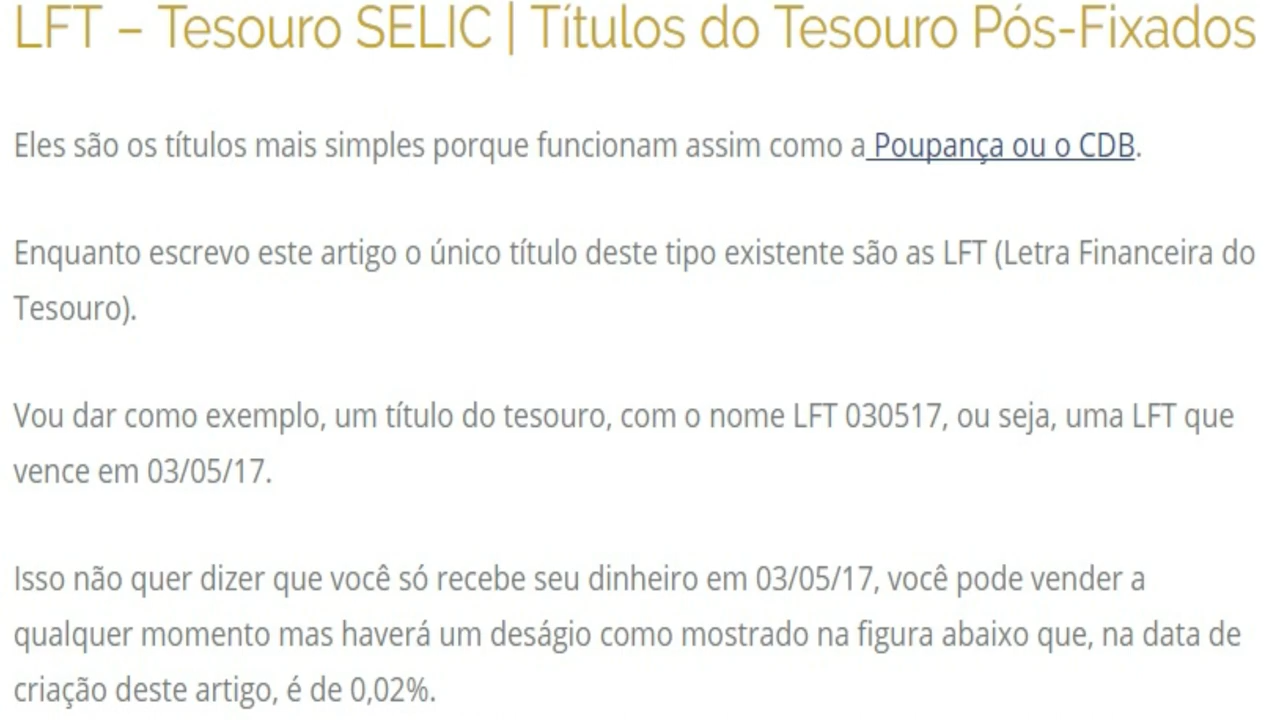 LFT – Tesouro SELIC | Títulos do Tesouro Pós-Fixados
Eles são os títulos mais simples porque funcionam assim como a Poupança ou o CDB.
Enquanto escrevo este artigo o único título deste tipo existente são as LFT (Letra Financeira do
Tesouro).
Vou dar como exemplo, um título do tesouro, com o nome LFT 030517, ou seja, uma LFT que
vence em 03/05/17.
Isso não quer dizer que você só recebe seu dinheiro em 03/05/17, você pode vender a
qualquer momento mas haverá um deságio como mostrado na figura abaixo que, na data de
criação deste artigo, é de 0,02%.